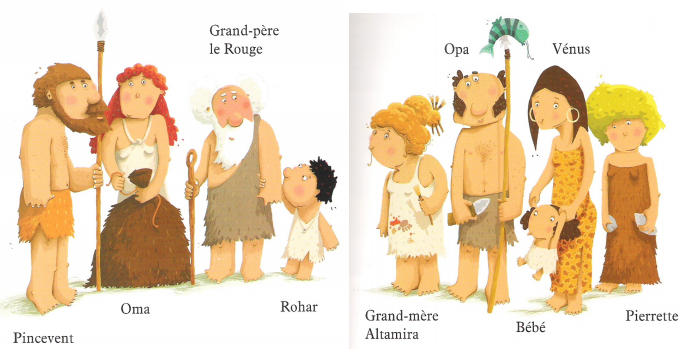 Grand-père
le Rouge
Opa
Vénus
Oma
Rohar
Pincevent
Grand-mère
Altamira
Bébé
Pierrette